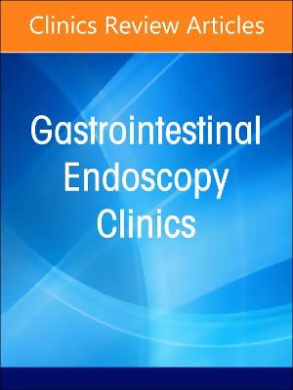 Clinics Review Articles
Gastrointestinal
Endoscopy
Clinics